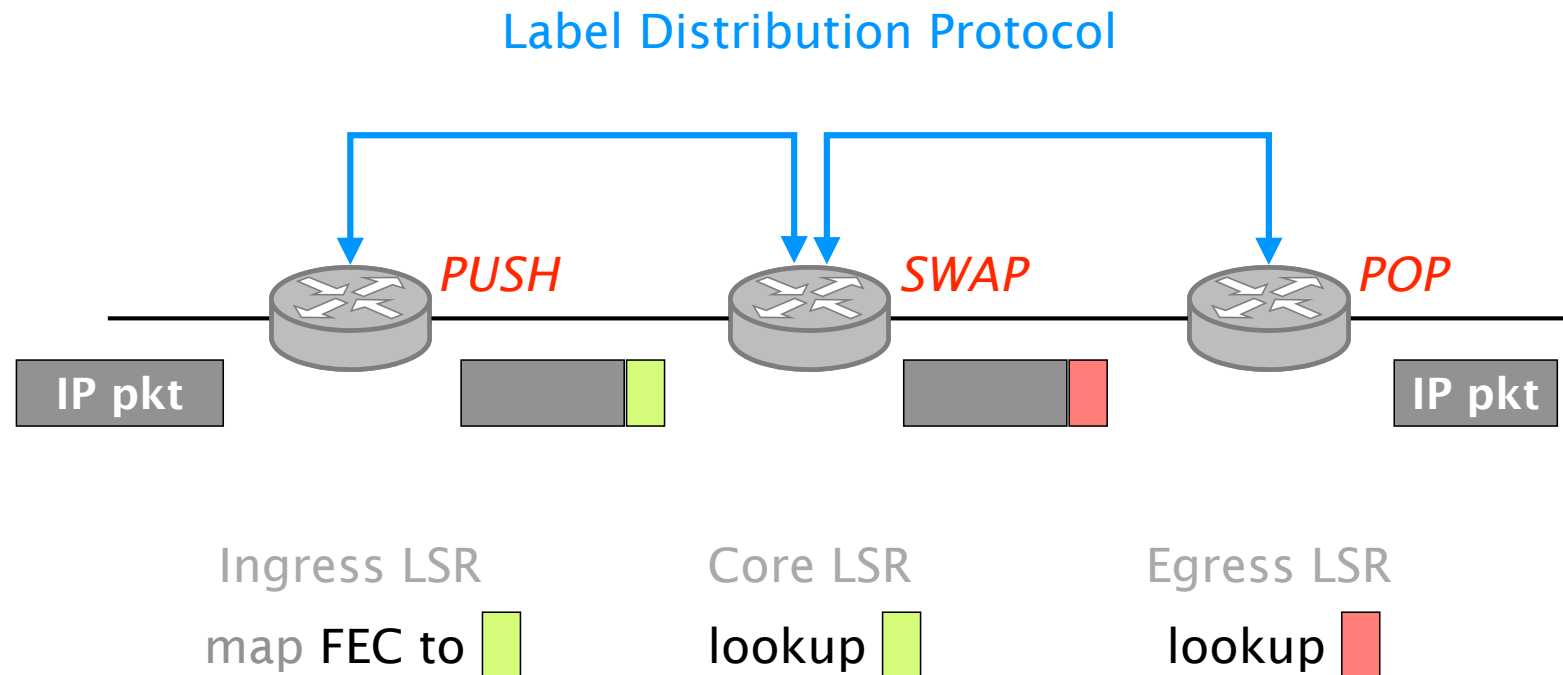 Label Distribution Protocol
PUSH SWAP POP
IP pkt IP pkt
Ingress LSR Core LSR Egress LSR
map FEC to lookup lookup